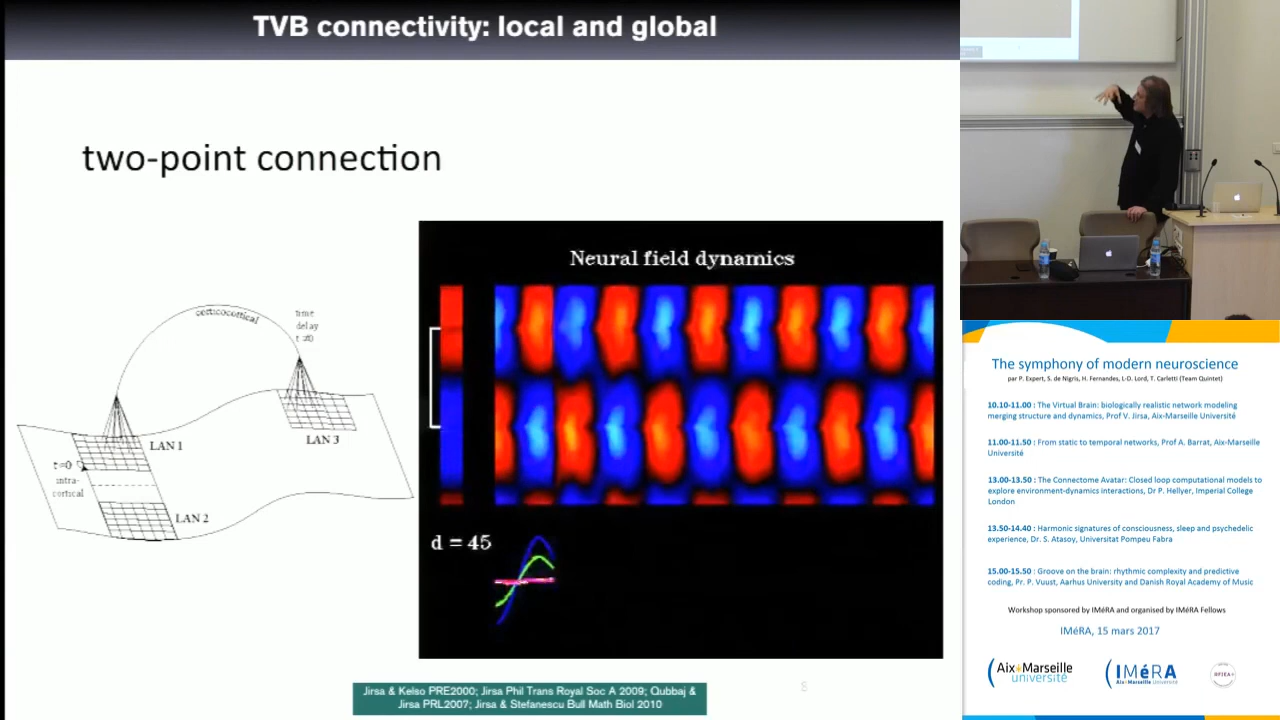 TVB connectivity: local and global
two-point connection
corticocortical
time
delay
t ≠0
LAN 1
LAN 3
t=0
intra-
cortical
LAN 2
Neural field dynamics
d = 45
Jirsa & Kelso PRE2000; Jirsa Phil Trans Royal Soc A 2009; Qubbaj &
Jirsa PRL2007; Jirsa & Stefanescu Bull Math Biol 2010
8
The symphony of modern neuroscience
par P. Expert, S. de Nigris, H. Fernandes, L-D. Lord, T. Carletti (Team Quintet)
10.10-11.00 : The Virtual Brain: biologically realistic network modeling
merging structure and dynamics, Prof V. Jirsa, Aix-Marseille Université
11.00-11.50 : From static to temporal networks, Prof A. Barrat, Aix-Marseille
Université
13.00-13.50 : The Connectome Avatar: Closed loop computational models to
explore environment-dynamics interactions, Dr P. Hellyer, Imperial College
London
13.50-14.40 : Harmonic signatures of consciousness, sleep and psychedelic
experience, Dr. S. Atasoy, Universitat Pompeu Fabra
15.00-15.50 : Groove on the brain: rhythmic complexity and predictive
coding, Pr. P. Vuust, Aarhus University and Danish Royal Academy of Music
Workshop sponsored by IMéRA and organised by IMéRA Fellows
IMéRA, 15 mars 2017
Aix Marseille
université
IMéRA
Aix-Marseille Université